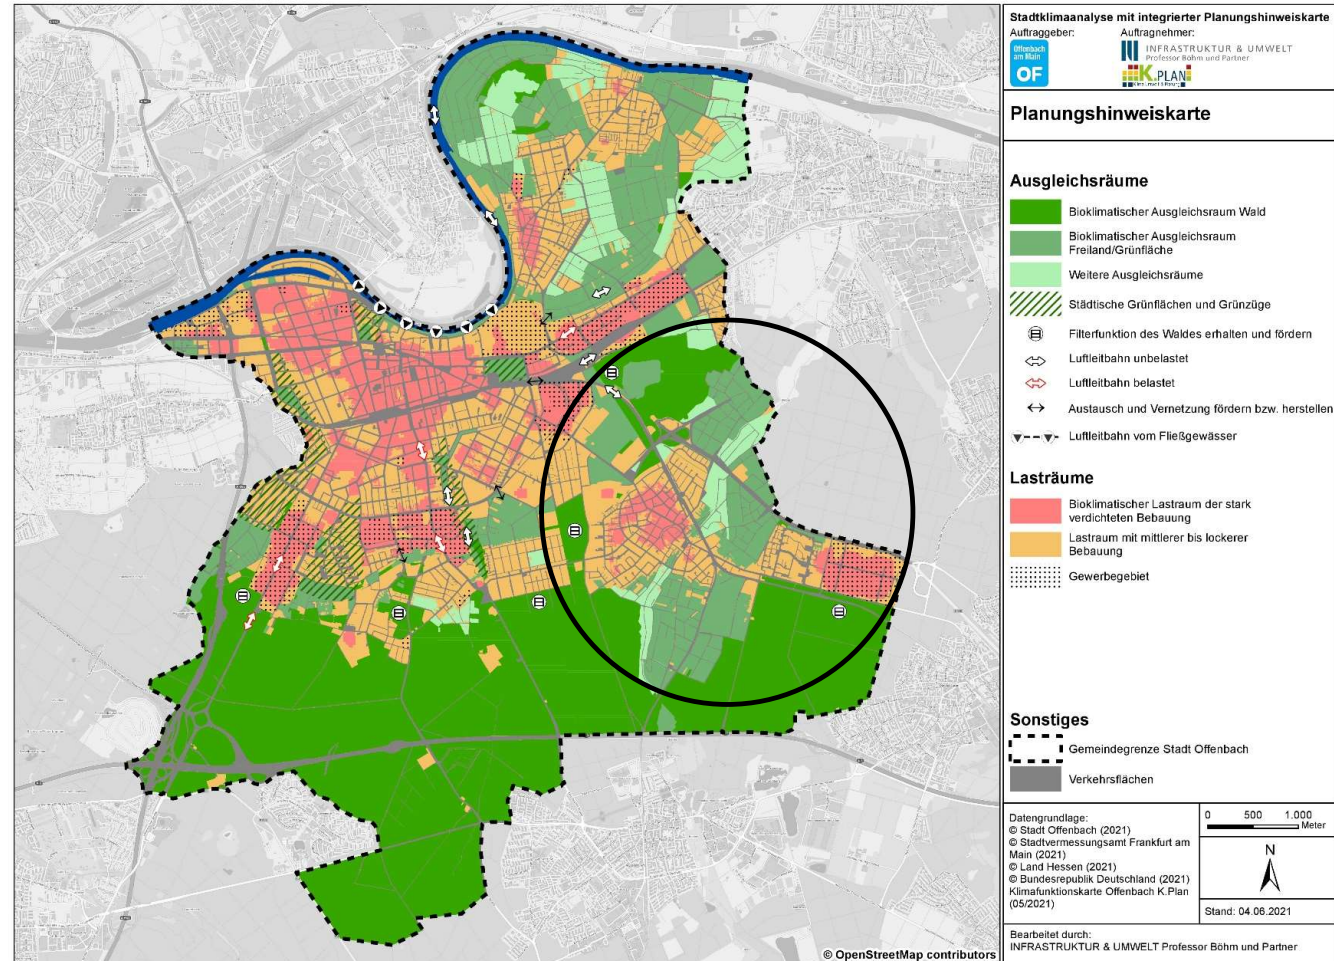 Stadtklimaanalyse mit integrierter Planungshinweiskarte
Auftraggeber: Auftragnehmer:
Offenbach
am Main
OF
INFRASTRUKTUR & UMWELT
Professor Böhm und Partner
K.PLAN
Planungshinweiskarte
Ausgleichsräume
Bioklimatischer Ausgleichsraum Wald
Bioklimatischer Ausgleichsraum
Freiland/Grünfläche
Weitere Ausgleichsräume
Städtische Grünflächen und Grünzüge
Filterfunktion des Waldes erhalten und fördern
Luftleitbahn unbelastet
Luftleitbahn belastet
Austausch und Vernetzung fördern bzw. herstellen
Luftleitbahn vom Fließgewässer
Lasträume
Bioklimatischer Lastraum der stark
verdichteten Bebauung
Lastraum mit mittlerer bis lockerer
Bebauung
Gewerbegebiet
Sonstiges
Gemeindegrenze Stadt Offenbach
Verkehrsflächen
Datengrundlage:
© Stadt Offenbach (2021)
© Stadtvermessungsamt Frankfurt am
Main (2021)
© Land Hessen (2021)
© Bundesrepublik Deutschland (2021)
Klimafunktionskarte Offenbach K.Plan
(05/2021)
0 500 1.000
Meter
N
Stand: 04.06.2021
Bearbeitet durch:
INFRASTRUKTUR & UMWELT Professor Böhm und Partner
© OpenStreetMap contributors